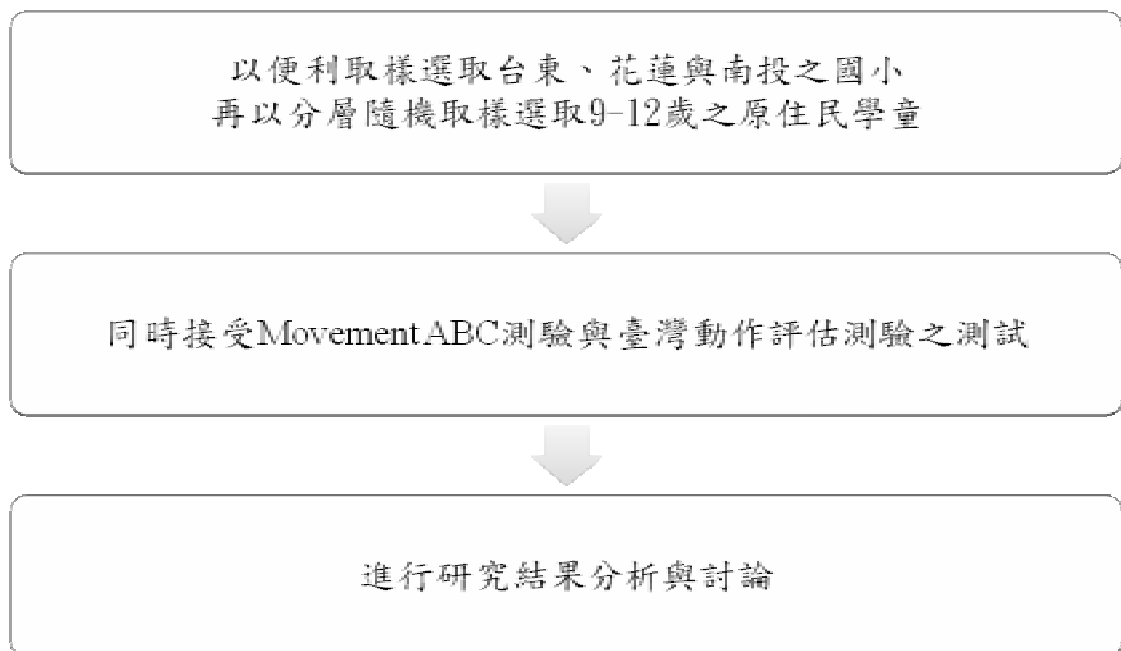 以便利取樣選取台東、花蓮與南投之國小
再以分層隨機取樣選取9-12歲之原住民學童
同時接受MovementABC測驗與臺灣動作評估測驗之測試
進行研究結果分析與討論